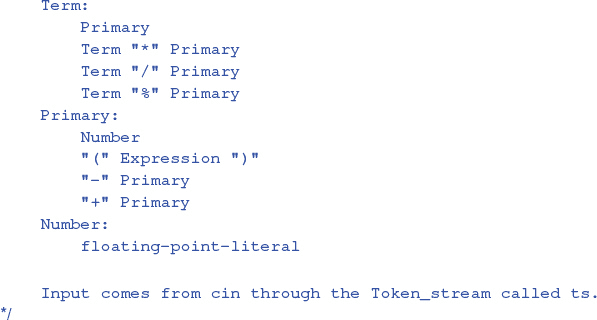 Term:
Primary
Term "*" Primary
Term "/" Primary
Term "%" Primary
Primary:
Number
"(" Expression ")"
"-" Primary
"+" Primary
Number:
floating-point-literal
Input comes from cin through the Token_stream called ts.
*/